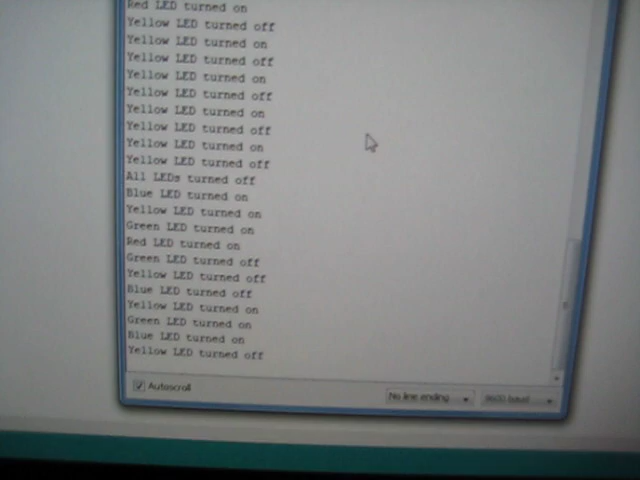 Red LED turned on
Yellow LED turned off
Yellow LED turned on
Yellow LED turned off
Yellow LED turned on
Yellow LED turned off
Yellow LED turned on
Yellow LED turned off
Yellow LED turned on
Yellow LED turned off
All LEDs turned off
Blue LED turned on
Yellow LED turned on
Green LED turned on
Red LED turned on
Green LED turned off
Yellow LED turned off
Blue LED turned off
Yellow LED turned on
Green LED turned on
Blue LED turned on
Yellow LED turned off
Autoscroll
No line ending
9600 baud